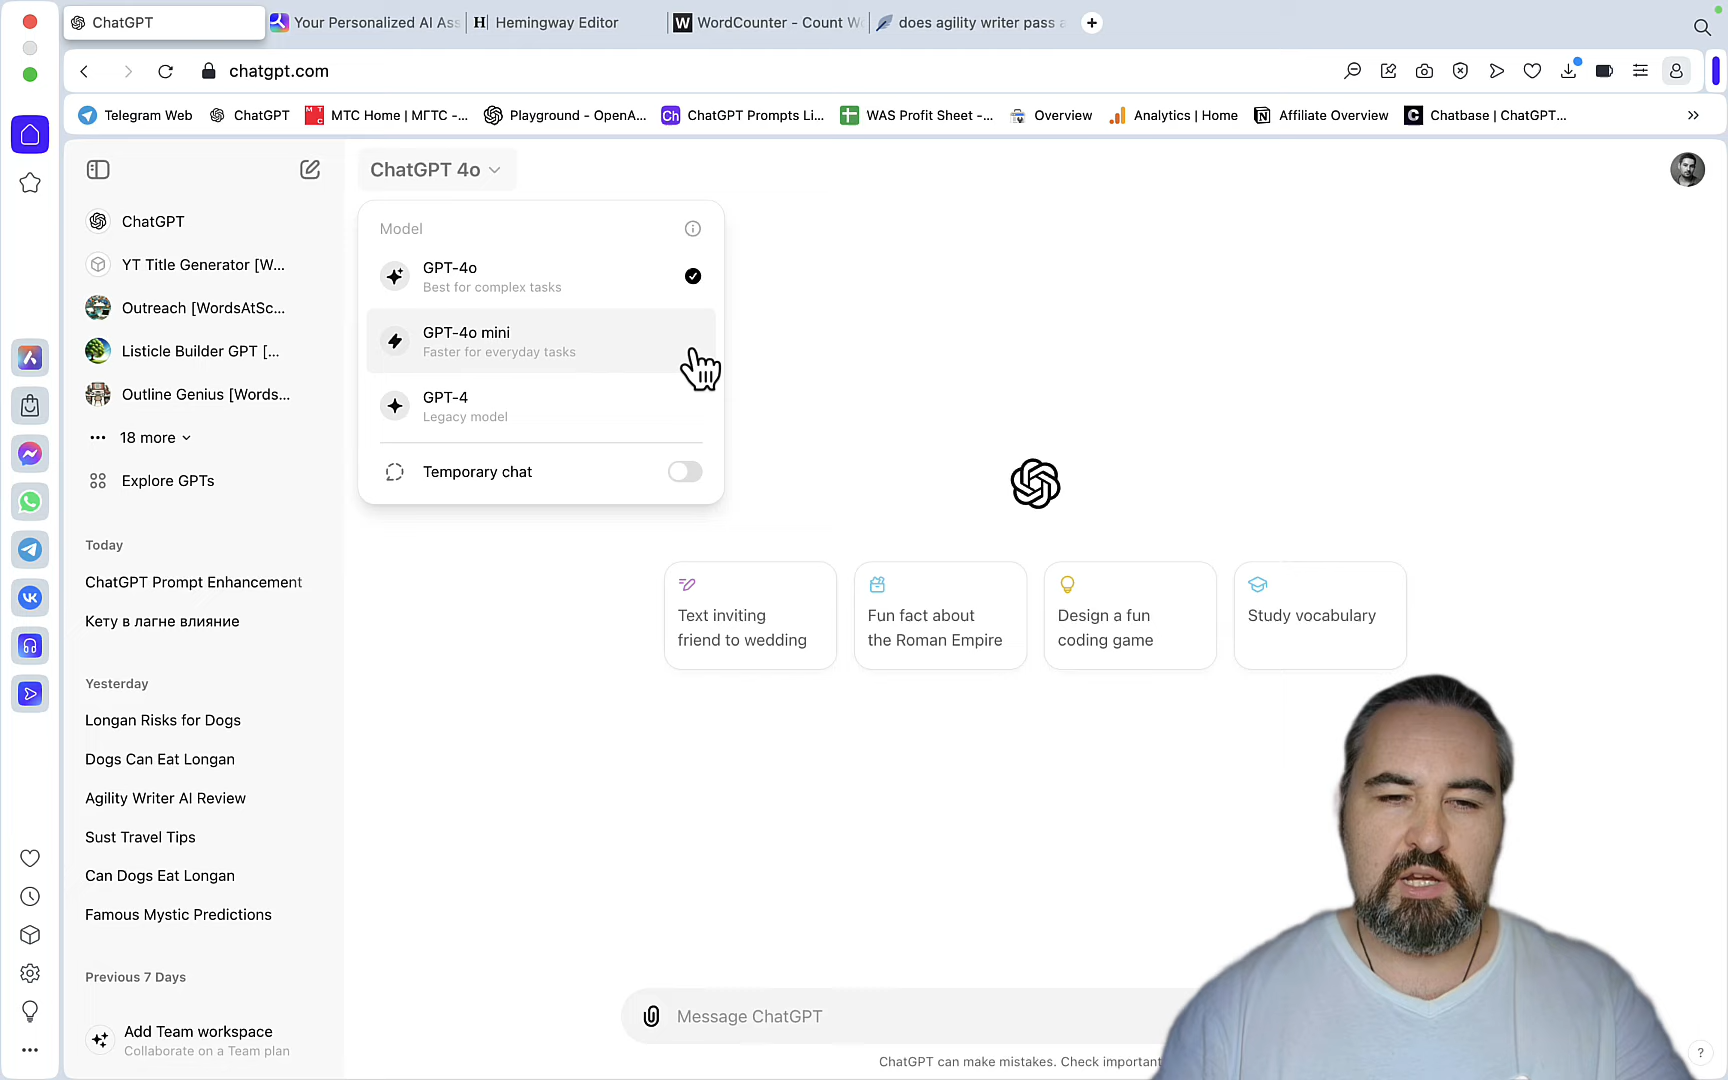 ChatGPT
Your Personalized AI Ass
H Hemingway Editor
W WordCounter - Count Wo
does agility writer pass a
chatgpt.com
Telegram Web
ChatGPT
МТС Home | МГТС -...
Playground - OpenA...
Ch ChatGPT Prompts Li...
WAS Profit Sheet -...
Overview
Analytics | Home
Affiliate Overview
C Chatbase | ChatGPT...
ChatGPT
YT Title Generator [W...
Outreach [WordsAtSc...
Listicle Builder GPT [...
Outline Genius [Words...
18 more
Explore GPTs
Today
ChatGPT Prompt Enhancement
Кету в лагне влияние
Yesterday
Longan Risks for Dogs
Dogs Can Eat Longan
Agility Writer AI Review
Sust Travel Tips
Can Dogs Eat Longan
Famous Mystic Predictions
Previous 7 Days
Add Team workspace
Collaborate on a Team plan
ChatGPT 4o
Model
GPT-4o
Best for complex tasks
GPT-4o mini
Faster for everyday tasks
GPT-4
Legacy model
Temporary chat
Text inviting
friend to wedding
Fun fact about
the Roman Empire
Design a fun
coding game
Study vocabulary
Message ChatGPT
ChatGPT can make mistakes. Check important
?